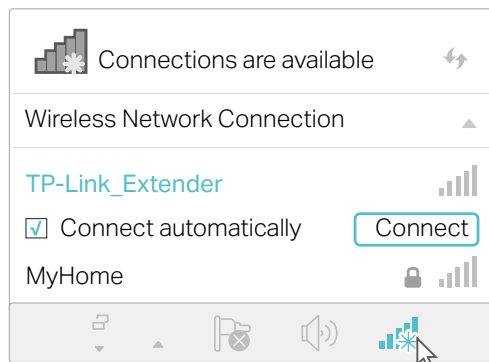 Connections are available
Wireless Network Connection
TP-Link_Extender
Connect automatically
Connect
MyHome